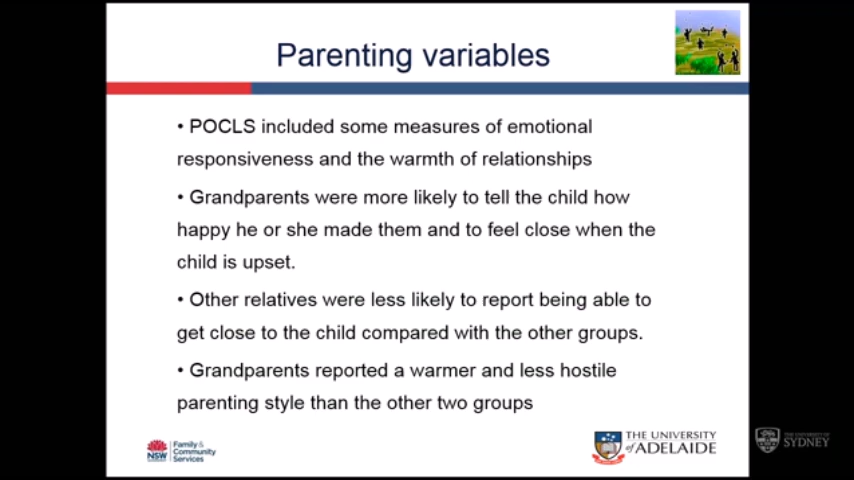 Parenting variables
• POCLS included some measures of emotional
responsiveness and the warmth of relationships
• Grandparents were more likely to tell the child how
happy he or she made them and to feel close when the
child is upset.
• Other relatives were less likely to report being able to
get close to the child compared with the other groups.
• Grandparents reported a warmer and less hostile
parenting style than the other two groups
NSW
Family &
Community
Services
THE UNIVERSITY
of ADELAIDE
THE UNIVERSITY OF
SYDNEY